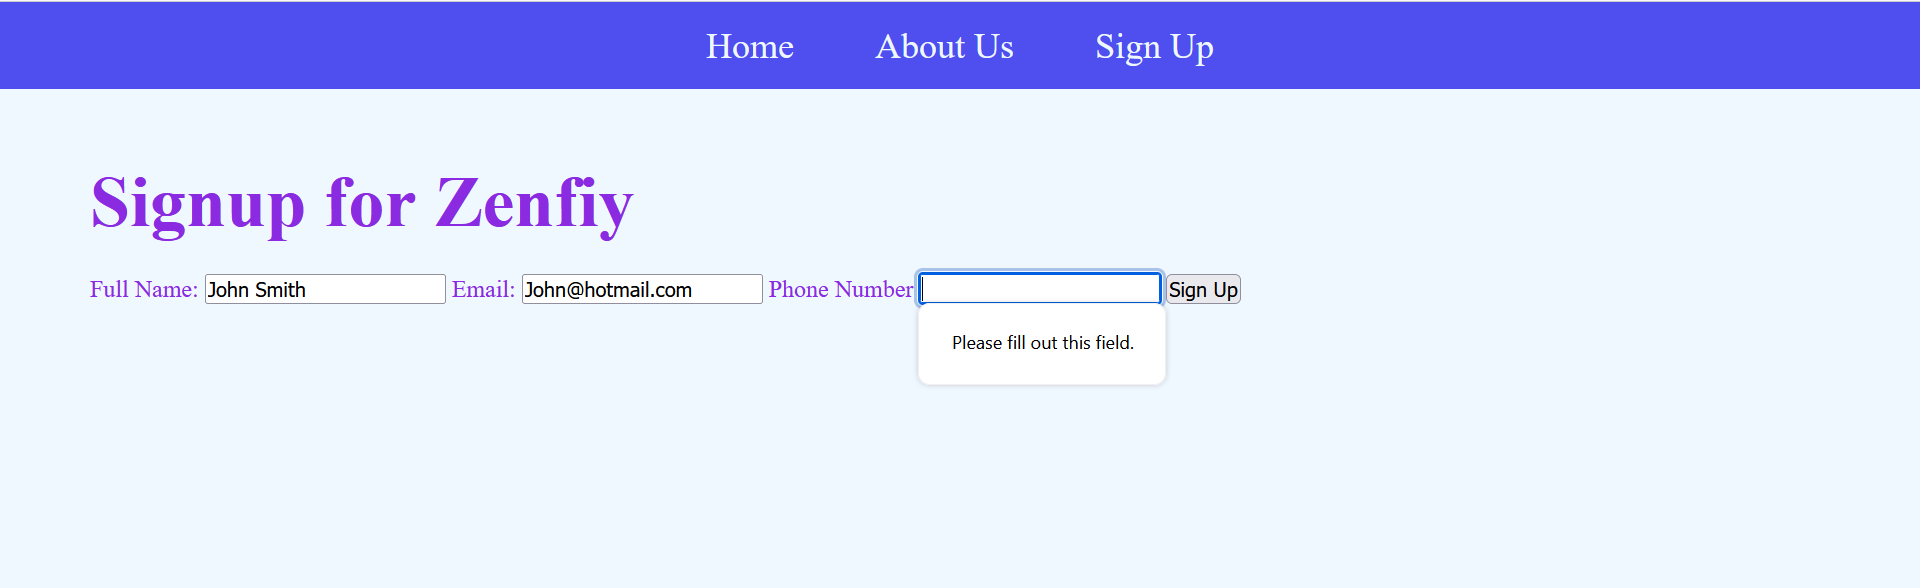 Home About Us Sign Up
Signup for Zenfiy
Full Name: John Smith Email: John@hotmail.com Phone Number Sign Up
Please fill out this field.